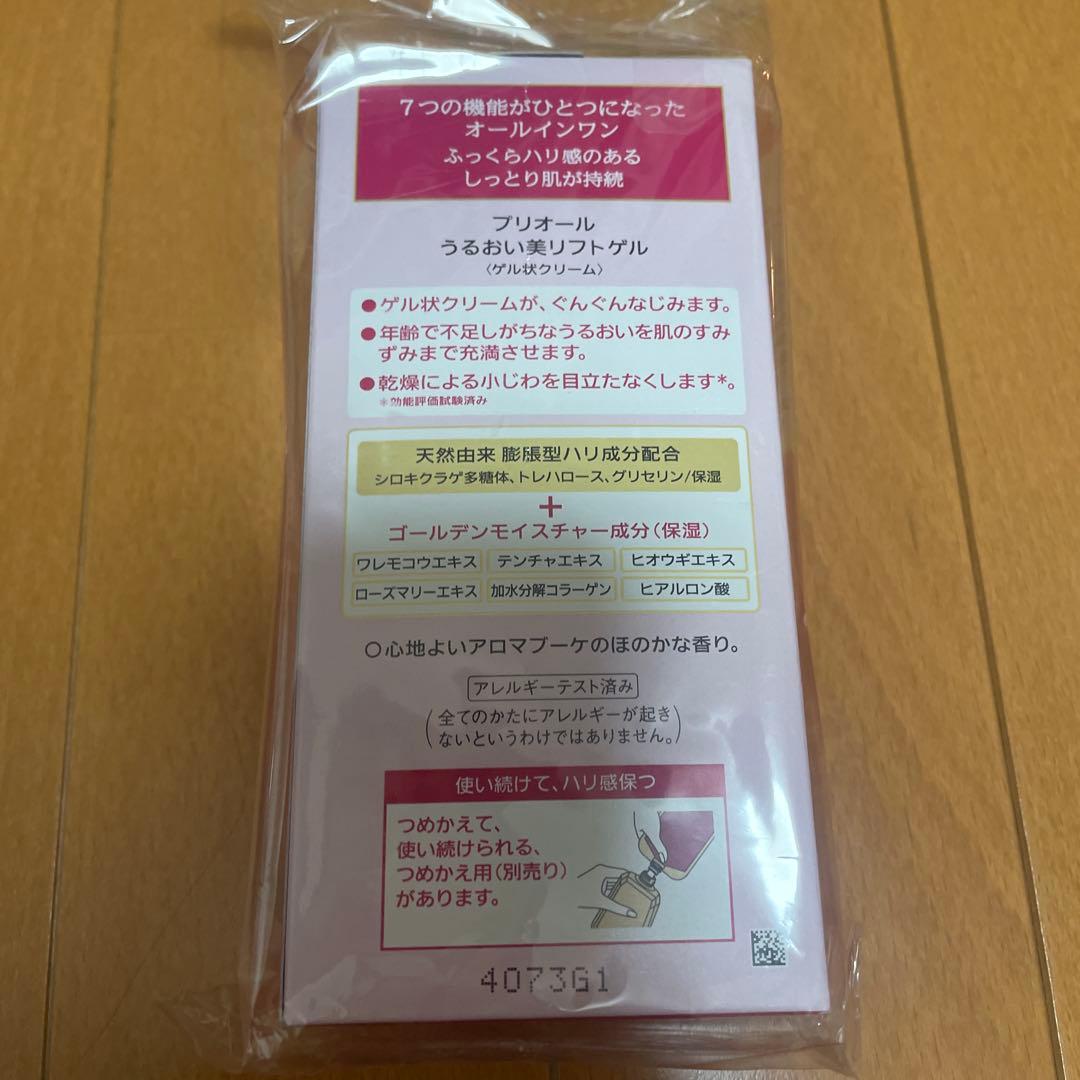 7つの機能がひとつになった
オールインワン
ふっくらハリ感のある
しっとり肌が持続
プリオール
うるおい美リフトゲル
〈ゲル状クリーム〉
●ゲル状クリームが、ぐんぐんなじみます。
●年齢で不足しがちなうるおいを肌のすみ
ずみまで充満させます。
●乾燥による小じわを目立たなくします*。
*効能評価試験済み
天然由来 膨張型ハリ成分配合
シロキクラゲ多糖体、トレハロース、グリセリン/保湿
+
ゴールデンモイスチャー成分(保湿)
ワレモコウエキス テンチャエキス ヒオウギエキス
ローズマリーエキス 加水分解コラーゲン ヒアルロン酸
○心地よいアロマブーケのほのかな香り。
アレルギーテスト済み
(全てのかたにアレルギーが起き
ないというわけではありません。)
使い続けて、ハリ感保つ
つめかえて、
使い続けられる、
つめかえ用(別売り)
があります。
4073G1